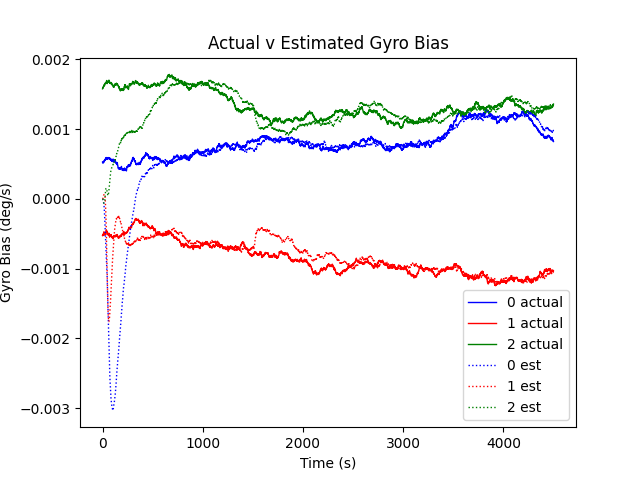 Actual v Estimated Gyro Bias
0.002
0.001
0.000
−0.001
−0.002
−0.003
Gyro Bias (deg/s)
0 actual
1 actual
2 actual
0 est
1 est
2 est
0 1000 2000 3000 4000
Time (s)